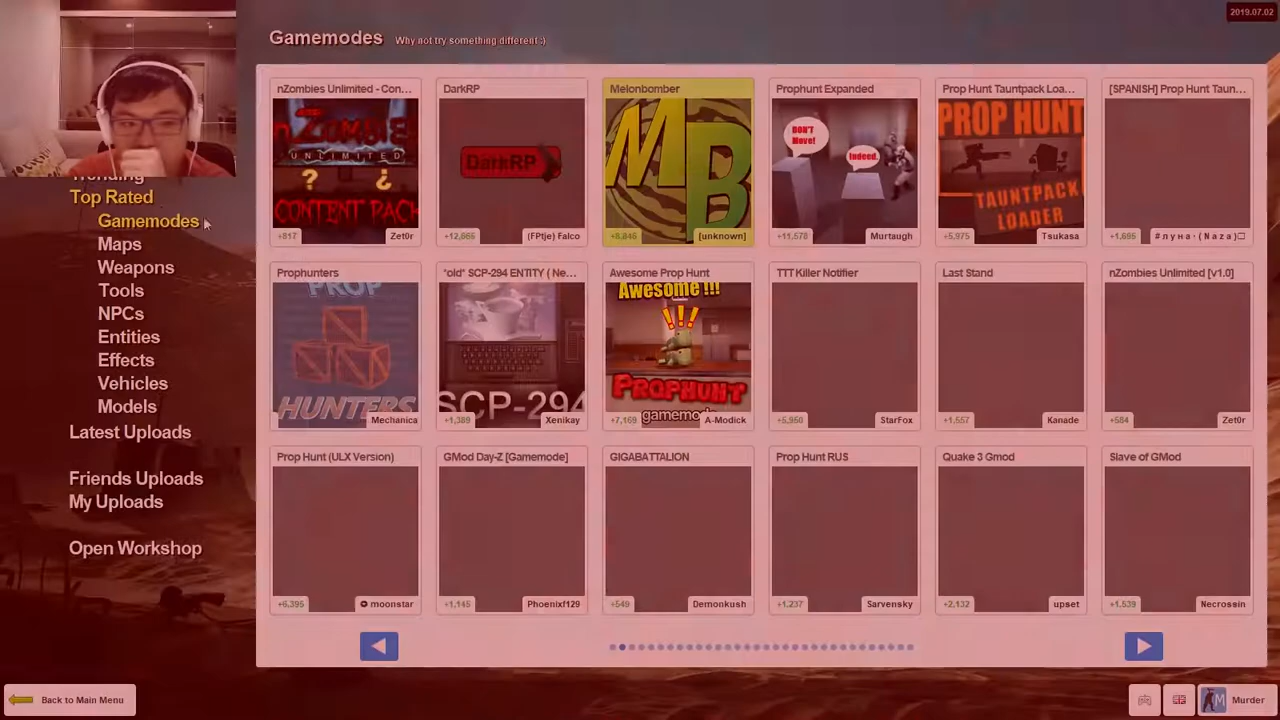 2019.07.02
Gamemodes Why not try something different :)
Trending
Top Rated
Gamemodes
Maps
Weapons
Tools
NPCs
Entities
Effects
Vehicles
Models
Latest Uploads
Friends Uploads
My Uploads
Open Workshop
nZombies Unlimited - Con...
nZOMBIES
UNLIMITED
? ¿
CONTENT PACK
+817 Zet0r
DarkRP
DarkRP
+12,665 (FPtje) Falco
Melonbomber
MB
+8,846 [unknown]
Prophunt Expanded
DON'T
Move!
Indeed.
+11,578 Murtaugh
Prop Hunt Tauntpack Loa...
PROP HUNT
TAUNTPACK
LOADER
+5,975 Tsukasa
[SPANISH] Prop Hunt Taun...
+1,695 # л у н а · ( N a z a )
Prophunters
PROP
HUNTERS
Mechanica
*old* SCP-294 ENTITY ( Ne...
SCP-294
+1,389 Xenikay
Awesome Prop Hunt
Awesome !!!
!!!
PROPHUNT
gamemode
+7,169 A-Modick
TTT Killer Notifier
+5,950 StarFox
Last Stand
+1,557 Kanade
nZombies Unlimited [v1.0]
+584 Zet0r
Prop Hunt (ULX Version)
+6,395 moonstar
GMod Day-Z [Gamemode]
+1,145 Phoenixf129
GIGABATTALION
+549 Demonkush
Prop Hunt RUS
+1,237 Sarvensky
Quake 3 Gmod
+2,132 upset
Slave of GMod
+1,539 Necrossin
Back to Main Menu
M Murder